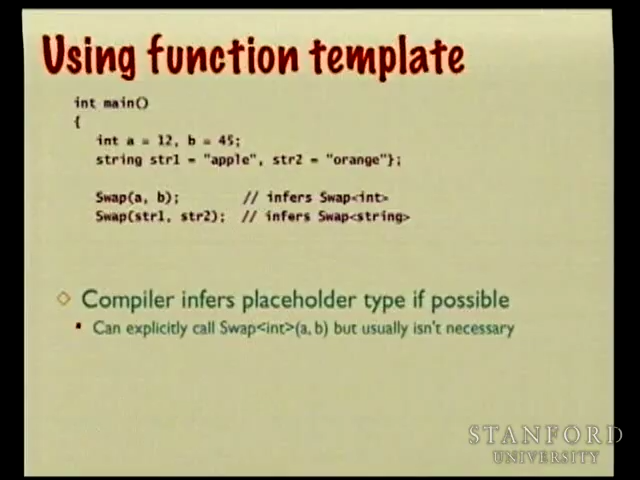 Using function template
int main()
{
int a = 12, b = 45;
string str1 = "apple", str2 = "orange"};
Swap(a, b); // infers Swap<int>
Swap(str1, str2); // infers Swap<string>
Compiler infers placeholder type if possible
Can explicitly call Swap<int>(a, b) but usually isn't necessary
STANFORD
UNIVERSITY